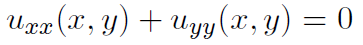 u_{xx}(x, y) + u_{yy}(x, y) = 0